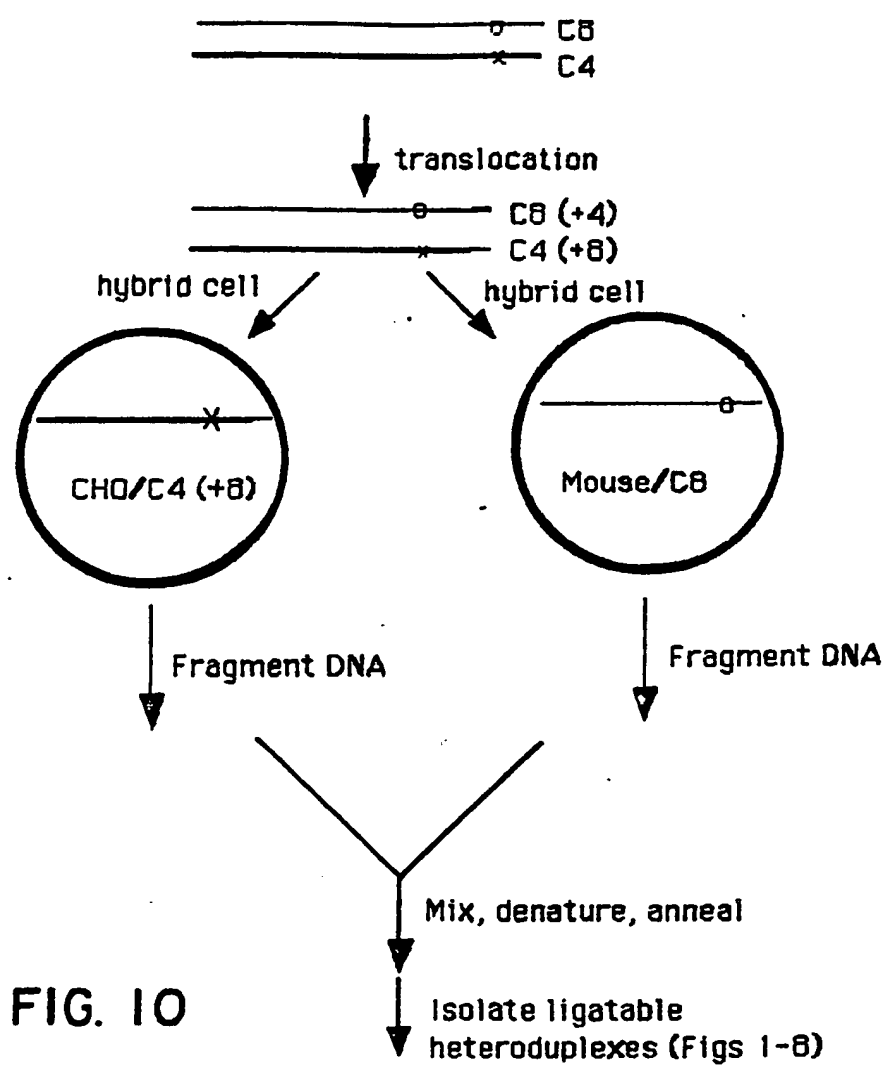 C8
C4
translocation
C8 (+4)
C4 (+8)
hybrid cell
hybrid cell
CHO/C4 (+8)
Mouse/C8
Fragment DNA
Fragment DNA
Mix, denature, anneal
FIG. 10
Isolate ligatable
heteroduplexes (Figs 1-8)